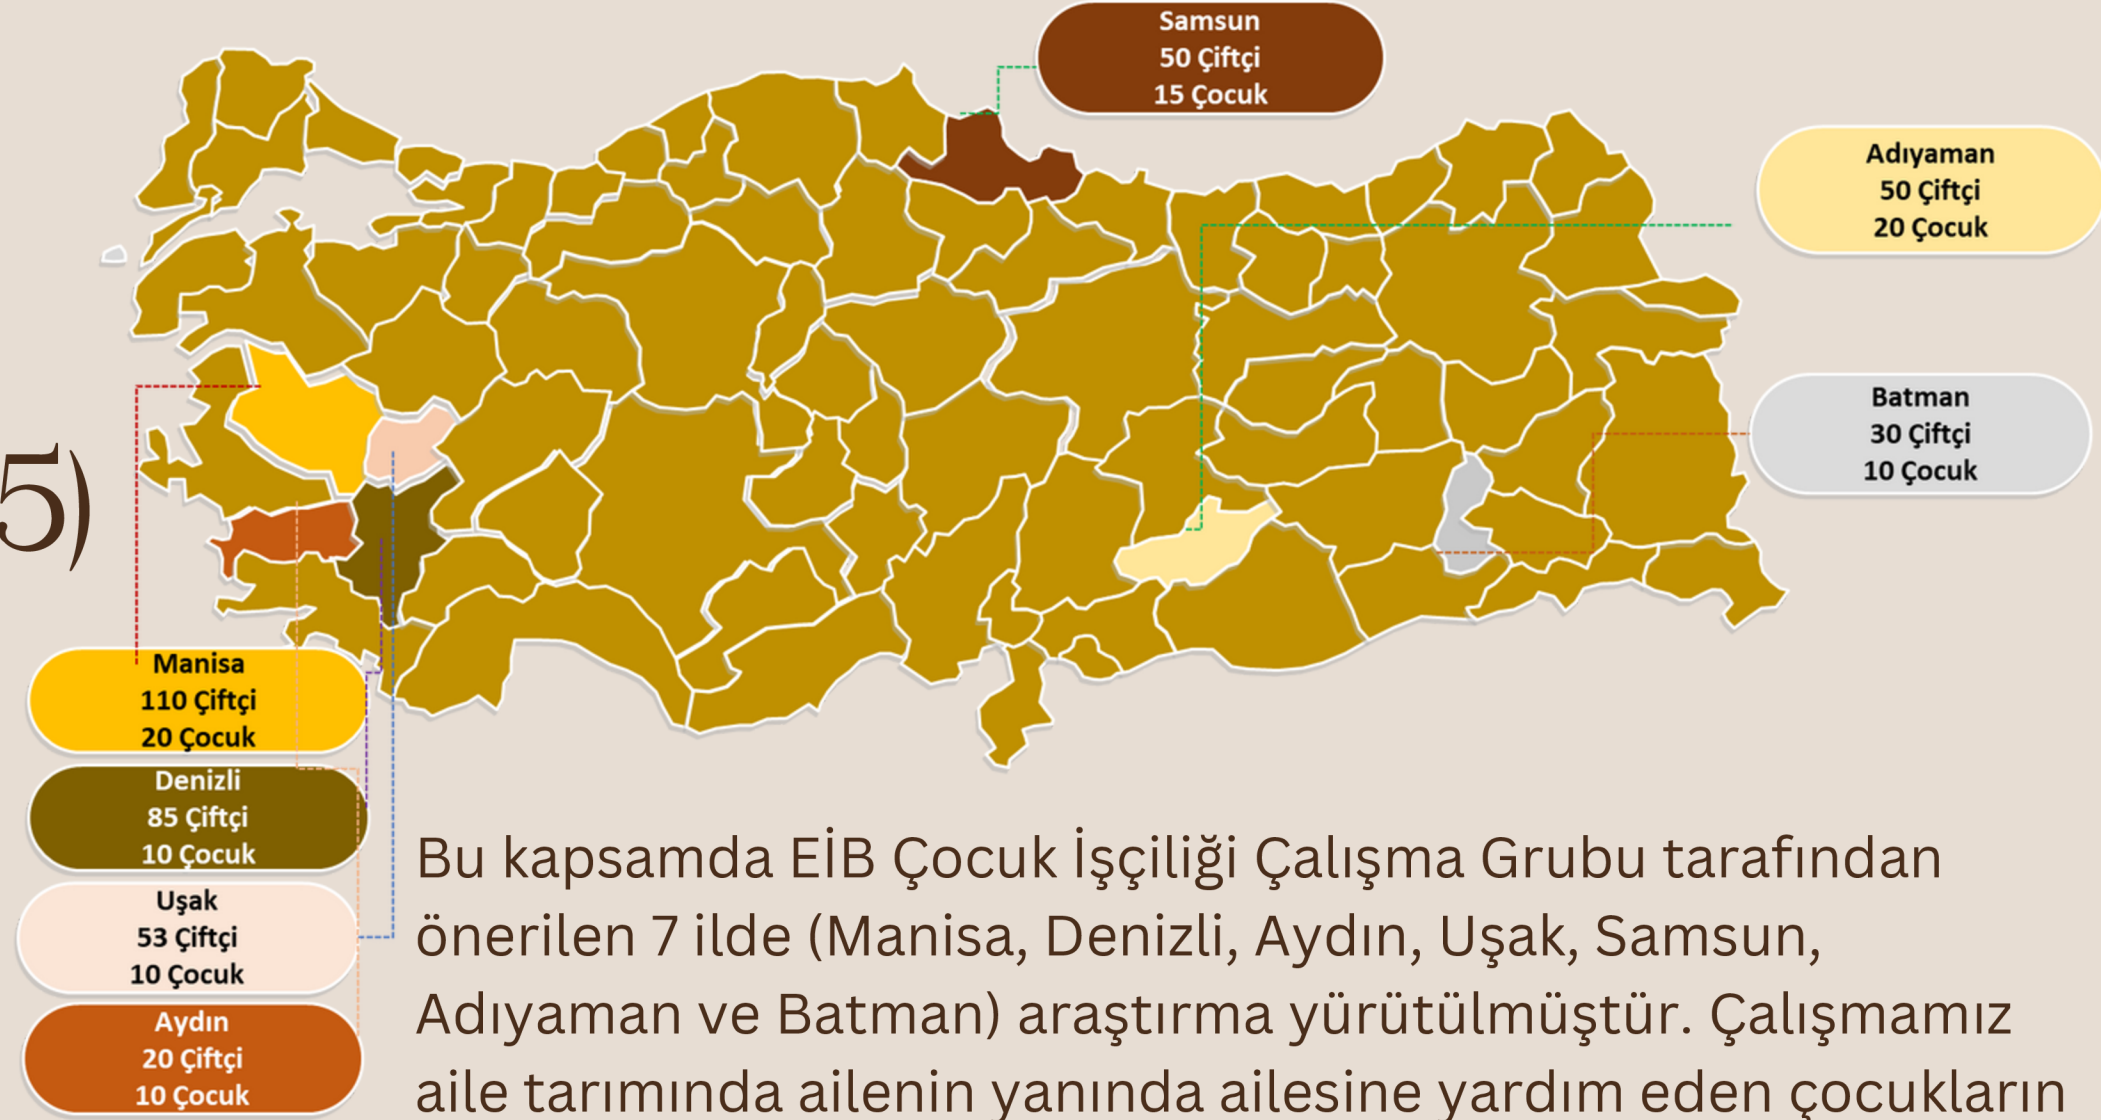 Samsun
50 Çiftçi
15 Çocuk
Adıyaman
50 Çiftçi
20 Çocuk
Batman
30 Çiftçi
10 Çocuk
5)
Manisa
110 Çiftçi
20 Çocuk
Denizli
85 Çiftçi
10 Çocuk
Uşak
53 Çiftçi
10 Çocuk
Aydın
20 Çiftçi
10 Çocuk
Bu kapsamda EİB Çocuk İşçiliği Çalışma Grubu tarafından
önerilen 7 ilde (Manisa, Denizli, Aydın, Uşak, Samsun,
Adıyaman ve Batman) araştırma yürütülmüştür. Çalışmamız
aile tarımında ailenin yanında ailesine yardım eden çocukların